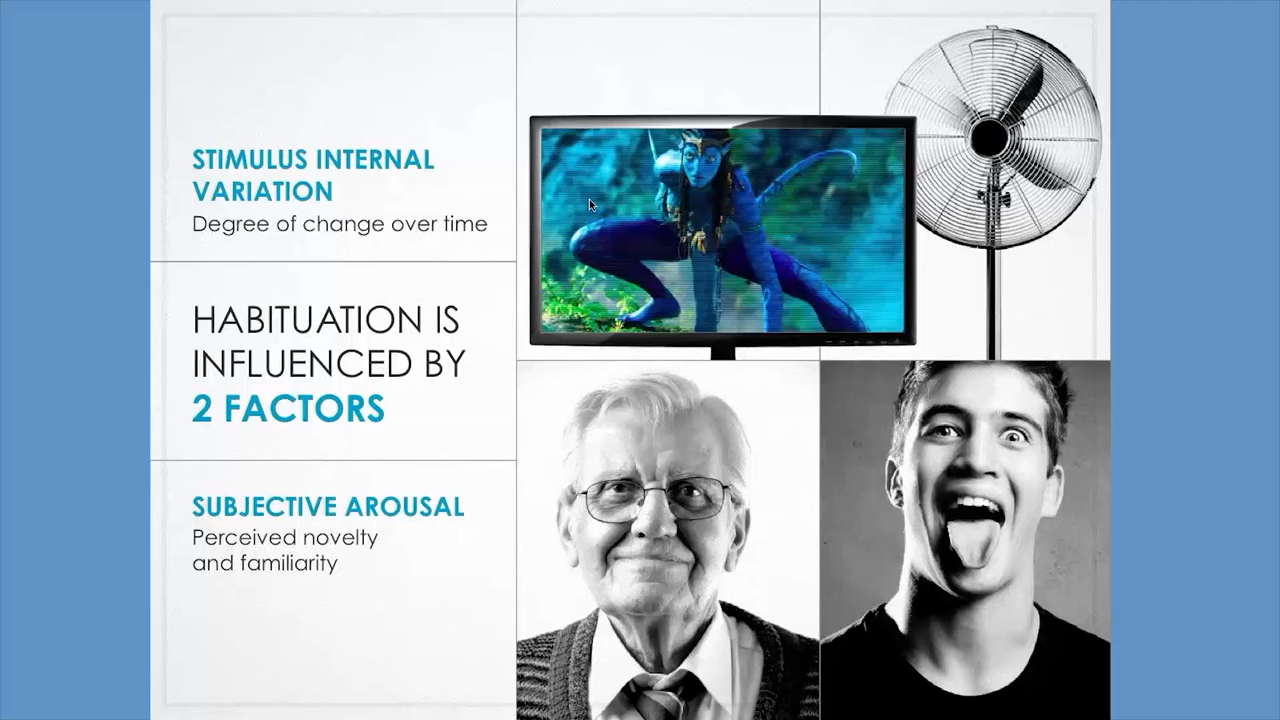 STIMULUS INTERNAL
VARIATION
Degree of change over time
HABITUATION IS
INFLUENCED BY
2 FACTORS
SUBJECTIVE AROUSAL
Perceived novelty
and familiarity